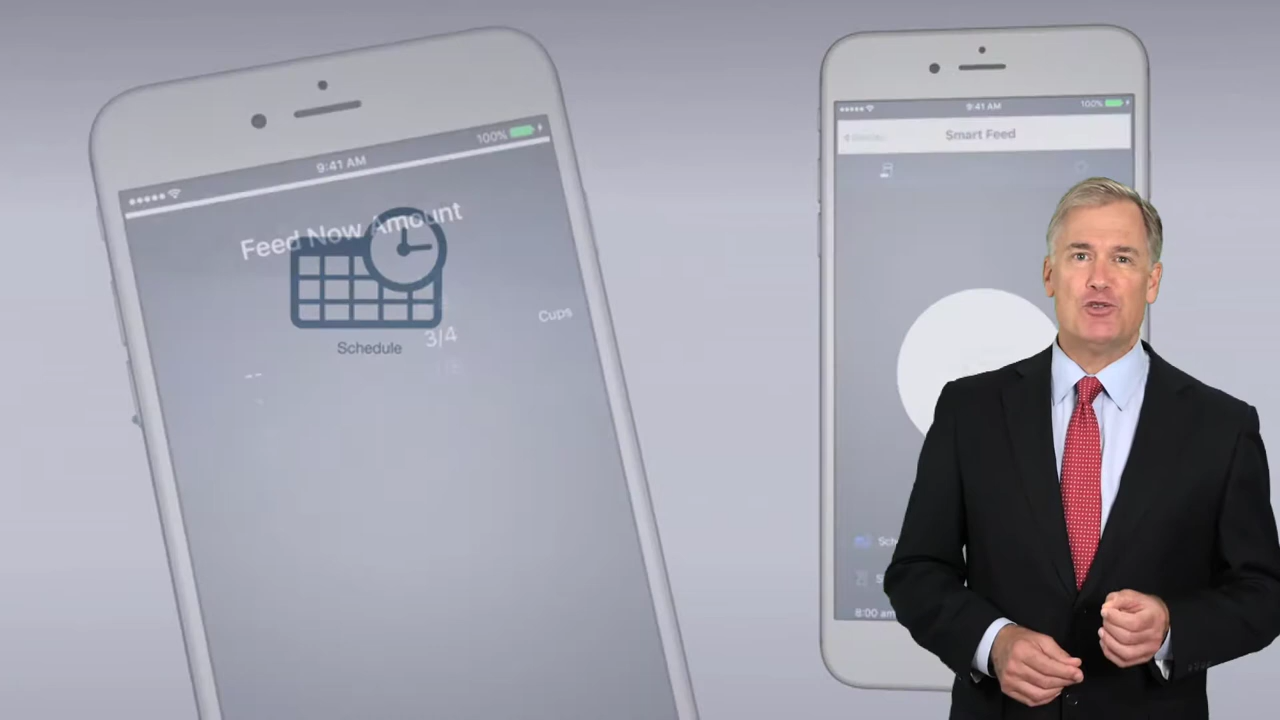 100%
9:41 AM
Feed Now Amount
Cups
3/4
Schedule
9:41 AM
100%
Smart Feed
8:00 am